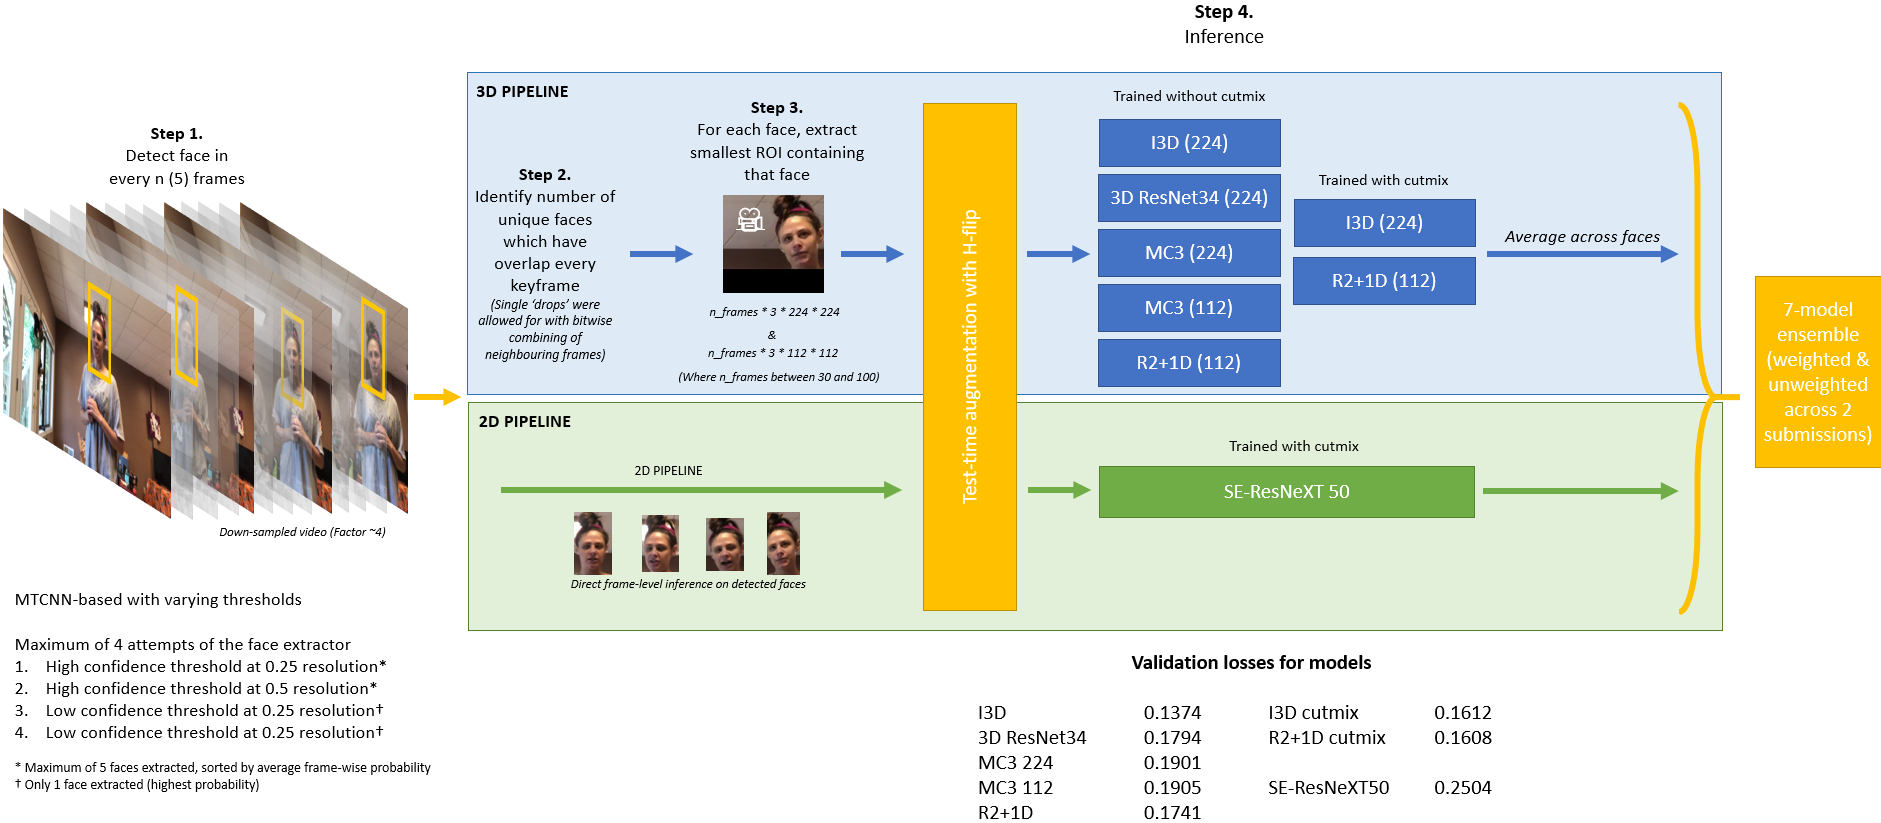 Step 4.
Inference
3D PIPELINE
Step 1.
Detect face in
every n (5) frames
Down-sampled video (Factor ~4)
Step 2.
Identify number of
unique faces
which have
overlap every
keyframe
(Single ‘drops’ were
allowed for with bitwise
combining of
neighbouring frames)
Step 3.
For each face, extract
smallest ROI containing
that face
n_frames * 3 * 224 * 224
&
n_frames * 3 * 112 * 112
(Where n_frames between 30 and 100)
Test-time augmentation with H-flip
Trained without cutmix
I3D (224)
3D ResNet34 (224)
MC3 (224)
MC3 (112)
R2+1D (112)
Trained with cutmix
I3D (224)
R2+1D (112)
Average across faces
7-model
ensemble
(weighted &
unweighted
across 2
submissions)
2D PIPELINE
2D PIPELINE
Direct frame-level inference on detected faces
Trained with cutmix
SE-ResNeXT 50
MTCNN-based with varying thresholds
Maximum of 4 attempts of the face extractor
1. High confidence threshold at 0.25 resolution*
2. High confidence threshold at 0.5 resolution*
3. Low confidence threshold at 0.25 resolution†
4. Low confidence threshold at 0.25 resolution†
* Maximum of 5 faces extracted, sorted by average frame-wise probability
† Only 1 face extracted (highest probability)
Validation losses for models
I3D 0.1374 I3D cutmix 0.1612
3D ResNet34 0.1794 R2+1D cutmix 0.1608
MC3 224 0.1901
MC3 112 0.1905 SE-ResNeXT50 0.2504
R2+1D 0.1741